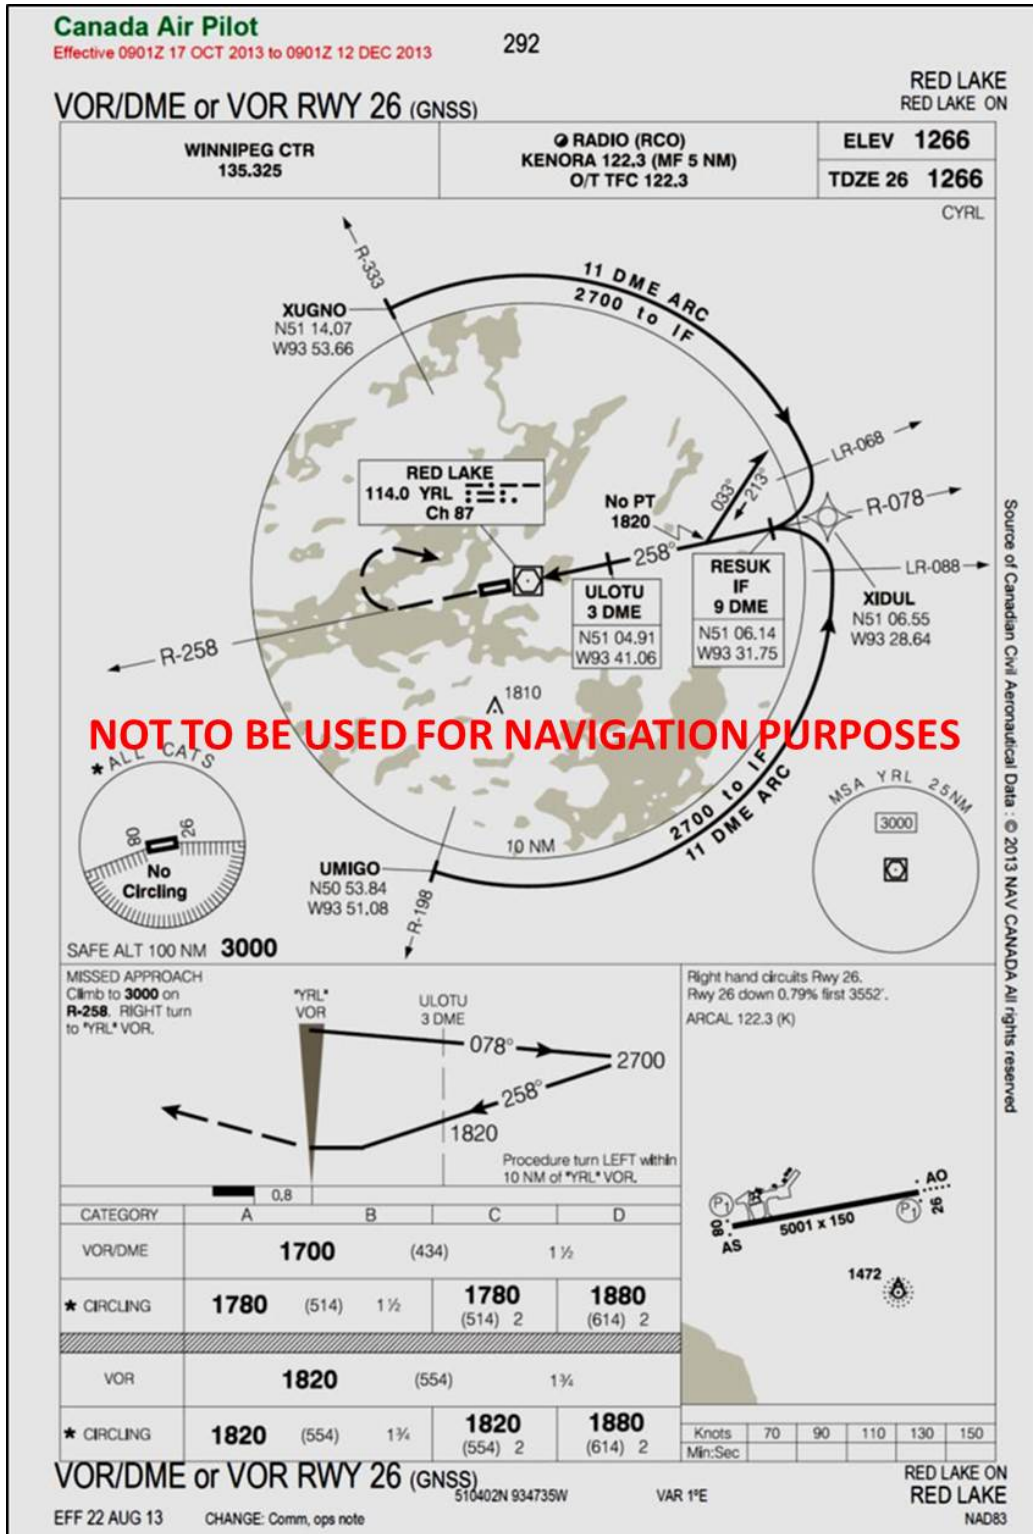 Canada Air Pilot
Effective 0901Z 17 OCT 2013 to 0901Z 12 DEC 2013
292
VOR/DME or VOR RWY 26 (GNSS)
RED LAKE
RED LAKE ON
WINNIPEG CTR
135.325
RADIO (RCO)
KENORA 122.3 (MF 5 NM)
O/T TFC 122.3
ELEV 1266
TDZE 26 1266
CYRL
R-333
11 DME ARC
2700 to IF
XUGNO
N51 14.07
W93 53.66
LR-068
RED LAKE
114.0 YRL
Ch 87
No PT
1820
033°
213°
R-078
258°
LR-088
RESUK
IF
9 DME
N51 06.14
W93 31.75
ULOTU
3 DME
N51 04.91
W93 41.06
XIDUL
N51 06.55
W93 28.64
R-258
1810
NOT TO BE USED FOR NAVIGATION PURPOSES
* ALL CATS
08
26
No
Circling
2700 to IF
11 DME ARC
10 NM
UMIGO
N50 53.84
W93 51.08
R-198
MSA YRL 25NM
3000
SAFE ALT 100 NM 3000
Source of Canadian Civil Aeronautical Data : © 2013 NAV CANADA All rights reserved
MISSED APPROACH
Climb to 3000 on
R-258. RIGHT turn
to "YRL" VOR.
"YRL"
VOR
ULOTU
3 DME
078°
2700
258°
1820
Procedure turn LEFT within
10 NM of "YRL" VOR.
0.8
Right hand circuits Rwy 26.
Rwy 26 down 0.79% first 3552'.
ARCAL 122.3 (K)
P1
08
AS
5001 x 150
P1
AO
26
1472
CATEGORY A B C D
VOR/DME 1700 (434) 1 ½
* CIRCLING 1780 (514) 1 ½ 1780 (514) 2 1880 (614) 2
VOR 1820 (554) 1 ¾
* CIRCLING 1820 (554) 1 ¾ 1820 (554) 2 1880 (614) 2
Knots 70 90 110 130 150
Min:Sec
VOR/DME or VOR RWY 26 (GNSS)
510402N 934735W
VAR 1°E
RED LAKE ON
RED LAKE
EFF 22 AUG 13
CHANGE: Comm, ops note
NAD83